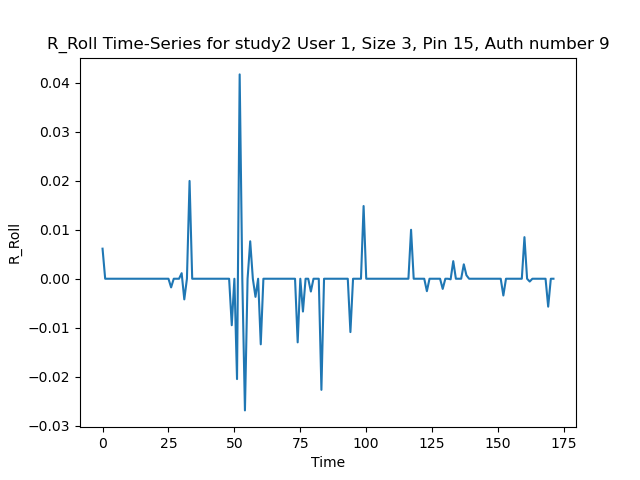 R_Roll Time-Series for study2 User 1, Size 3, Pin 15, Auth number 9
0.04
0.03
0.02
0.01
0.00
−0.01
−0.02
−0.03
R_Roll
0 25 50 75 100 125 150 175
Time